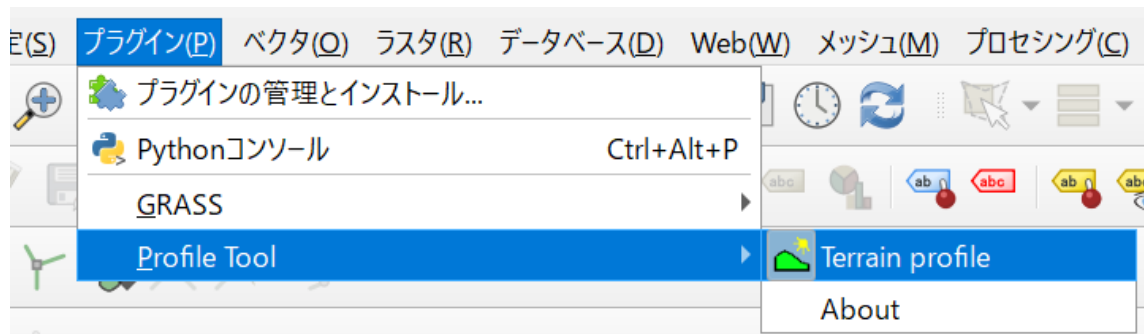 定(S) プラグイン(P) ベクタ(O) ラスタ(R) データベース(D) Web(W) メッシュ(M) プロセシング(C)
プラグインの管理とインストール...
Pythonコンソール Ctrl+Alt+P
abc ab abc ab
GRASS
Profile Tool Terrain profile
About